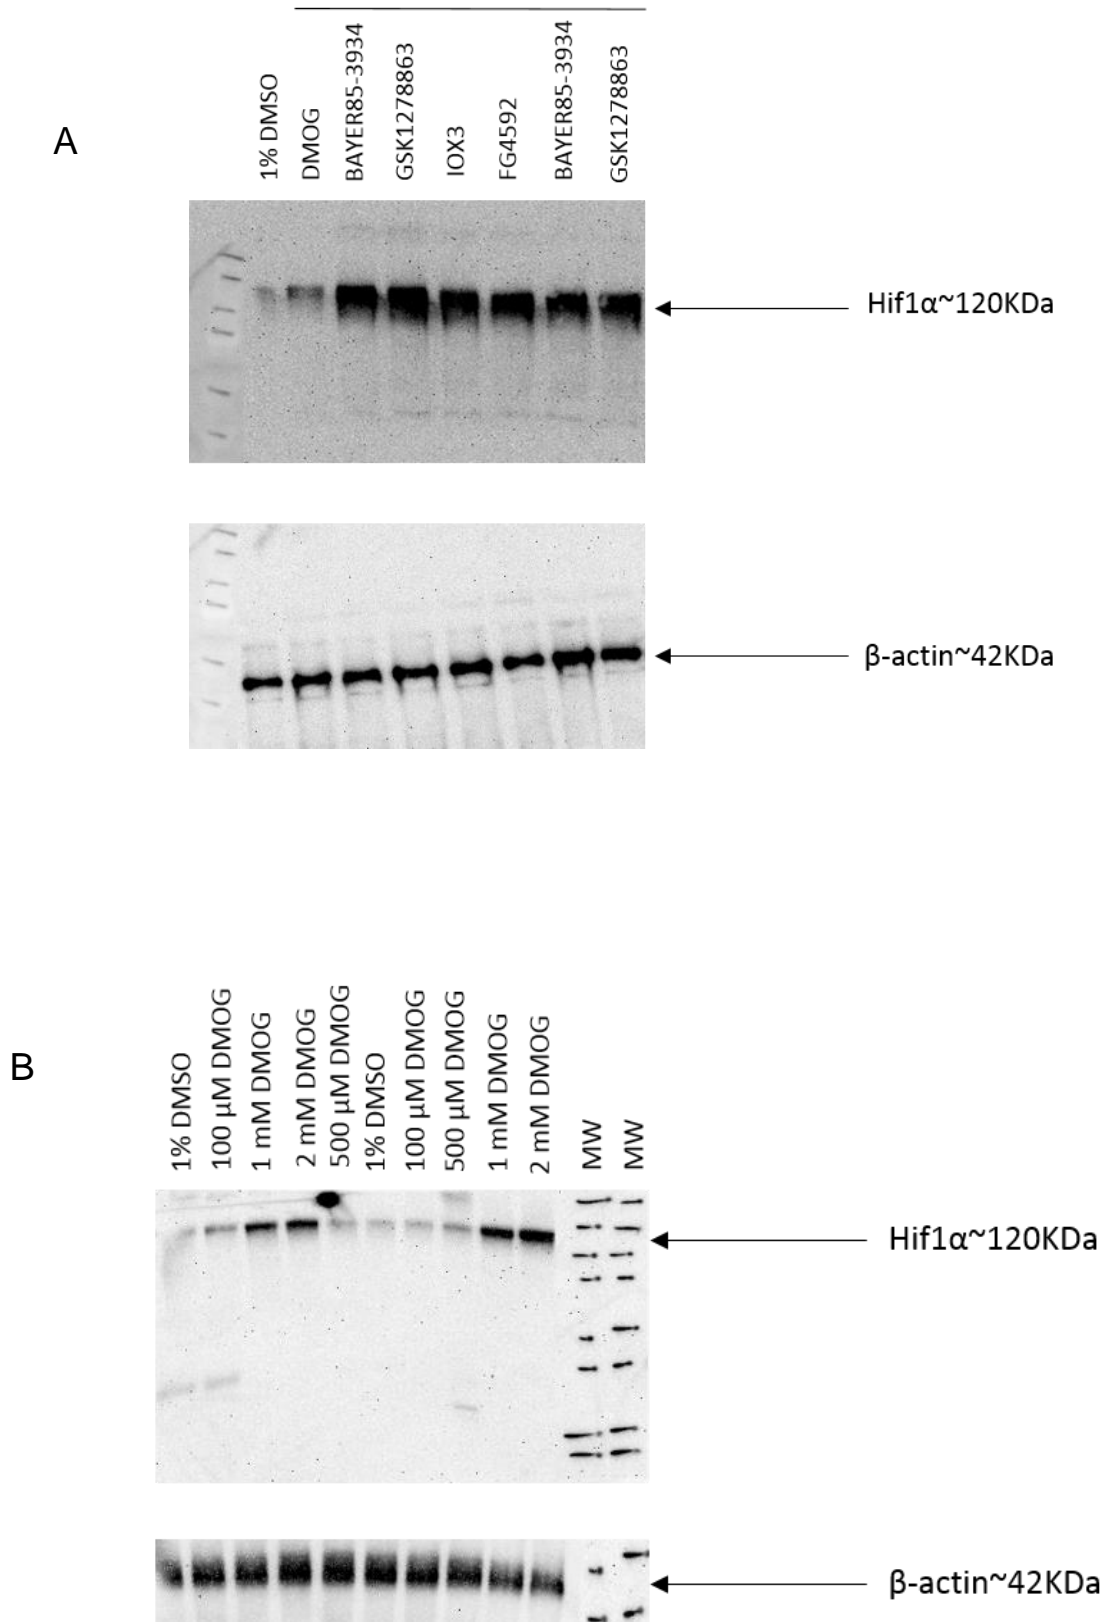 A
1% DMSO
DMOG
BAYER85-3934
GSK1278863
IOX3
FG4592
BAYER85-3934
GSK1278863
Hif1α~120KDa
β-actin~42KDa
B
1% DMSO
100 µM DMOG
1 mM DMOG
2 mM DMOG
500 µM DMOG
1% DMSO
100 µM DMOG
500 µM DMOG
1 mM DMOG
2 mM DMOG
MW
MW
Hif1α~120KDa
β-actin~42KDa